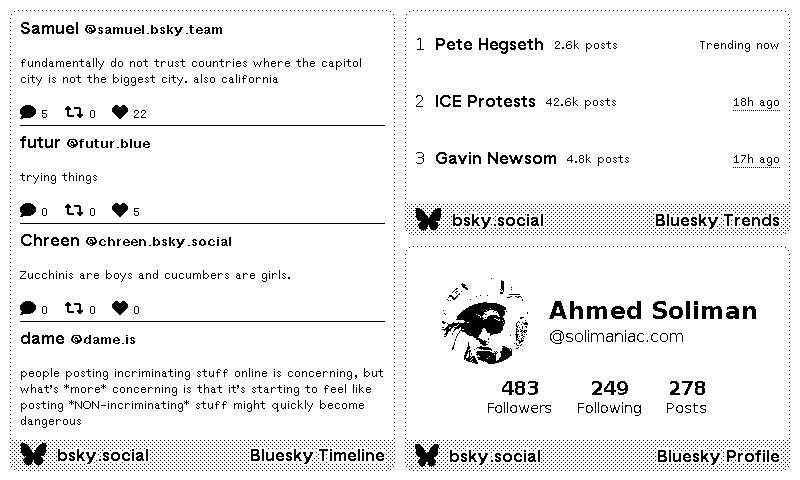 Samuel @samuel.bsky.team
fundamentally do not trust countries where the capitol
city is not the biggest city. also california
5 0 22
futur @futur.blue
trying things
0 0 5
Chreen @chreen.bsky.social
Zucchinis are boys and cucumbers are girls.
0 0 0
dame @dame.is
people posting incriminating stuff online is concerning, but
what's *more* concerning is that it's starting to feel like
posting *NON-incriminating* stuff might quickly become
dangerous
bsky.social Bluesky Timeline
1 Pete Hegseth 2.6k posts Trending now
2 ICE Protests 42.6k posts 18h ago
3 Gavin Newsom 4.8k posts 17h ago
bsky.social Bluesky Trends
Ahmed Soliman
@solimaniac.com
483 249 278
Followers Following Posts
bsky.social Bluesky Profile